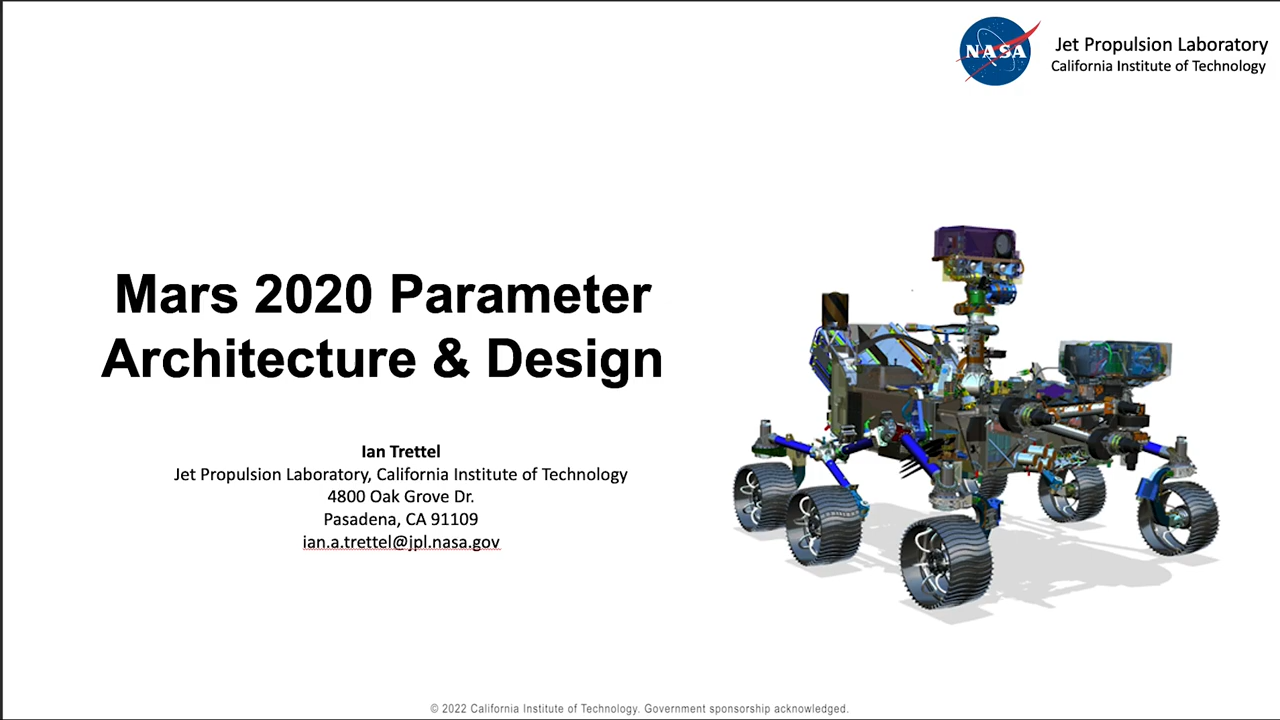 NASA
Jet Propulsion Laboratory
California Institute of Technology
Mars 2020 Parameter
Architecture & Design
Ian Trettel
Jet Propulsion Laboratory, California Institute of Technology
4800 Oak Grove Dr.
Pasadena, CA 91109
ian.a.trettel@jpl.nasa.gov
© 2022 California Institute of Technology. Government sponsorship acknowledged.